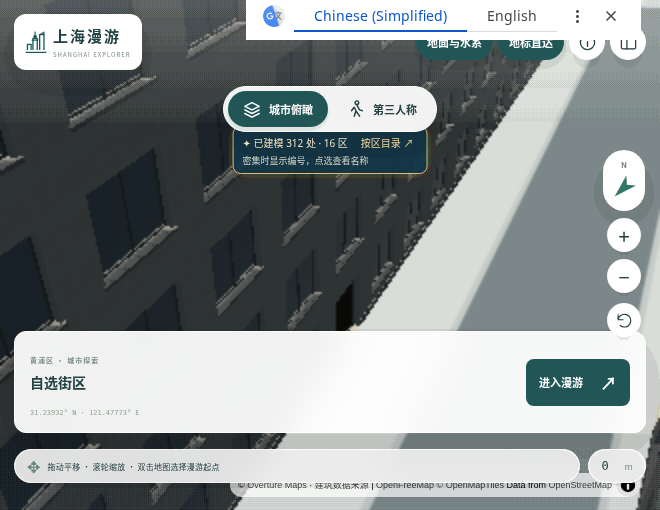 Chinese (Simplified) English
上海漫游
SHANGHAI EXPLORER
地面与水系 地标直达
城市俯瞰 第三人称
✦ 已建模 312 处 · 16 区 按区目录 ↗
密集时显示编号，点选查看名称
N
+
−
黄浦区 · 城市探索
自选街区
进入漫游
31.23932° N · 121.47773° E
拖动平移 · 滚轮缩放 · 双击地图选择漫游起点
0 m
© Overture Maps · 建筑数据来源 | OpenFreeMap © OpenMapTiles Data from OpenStreetMap